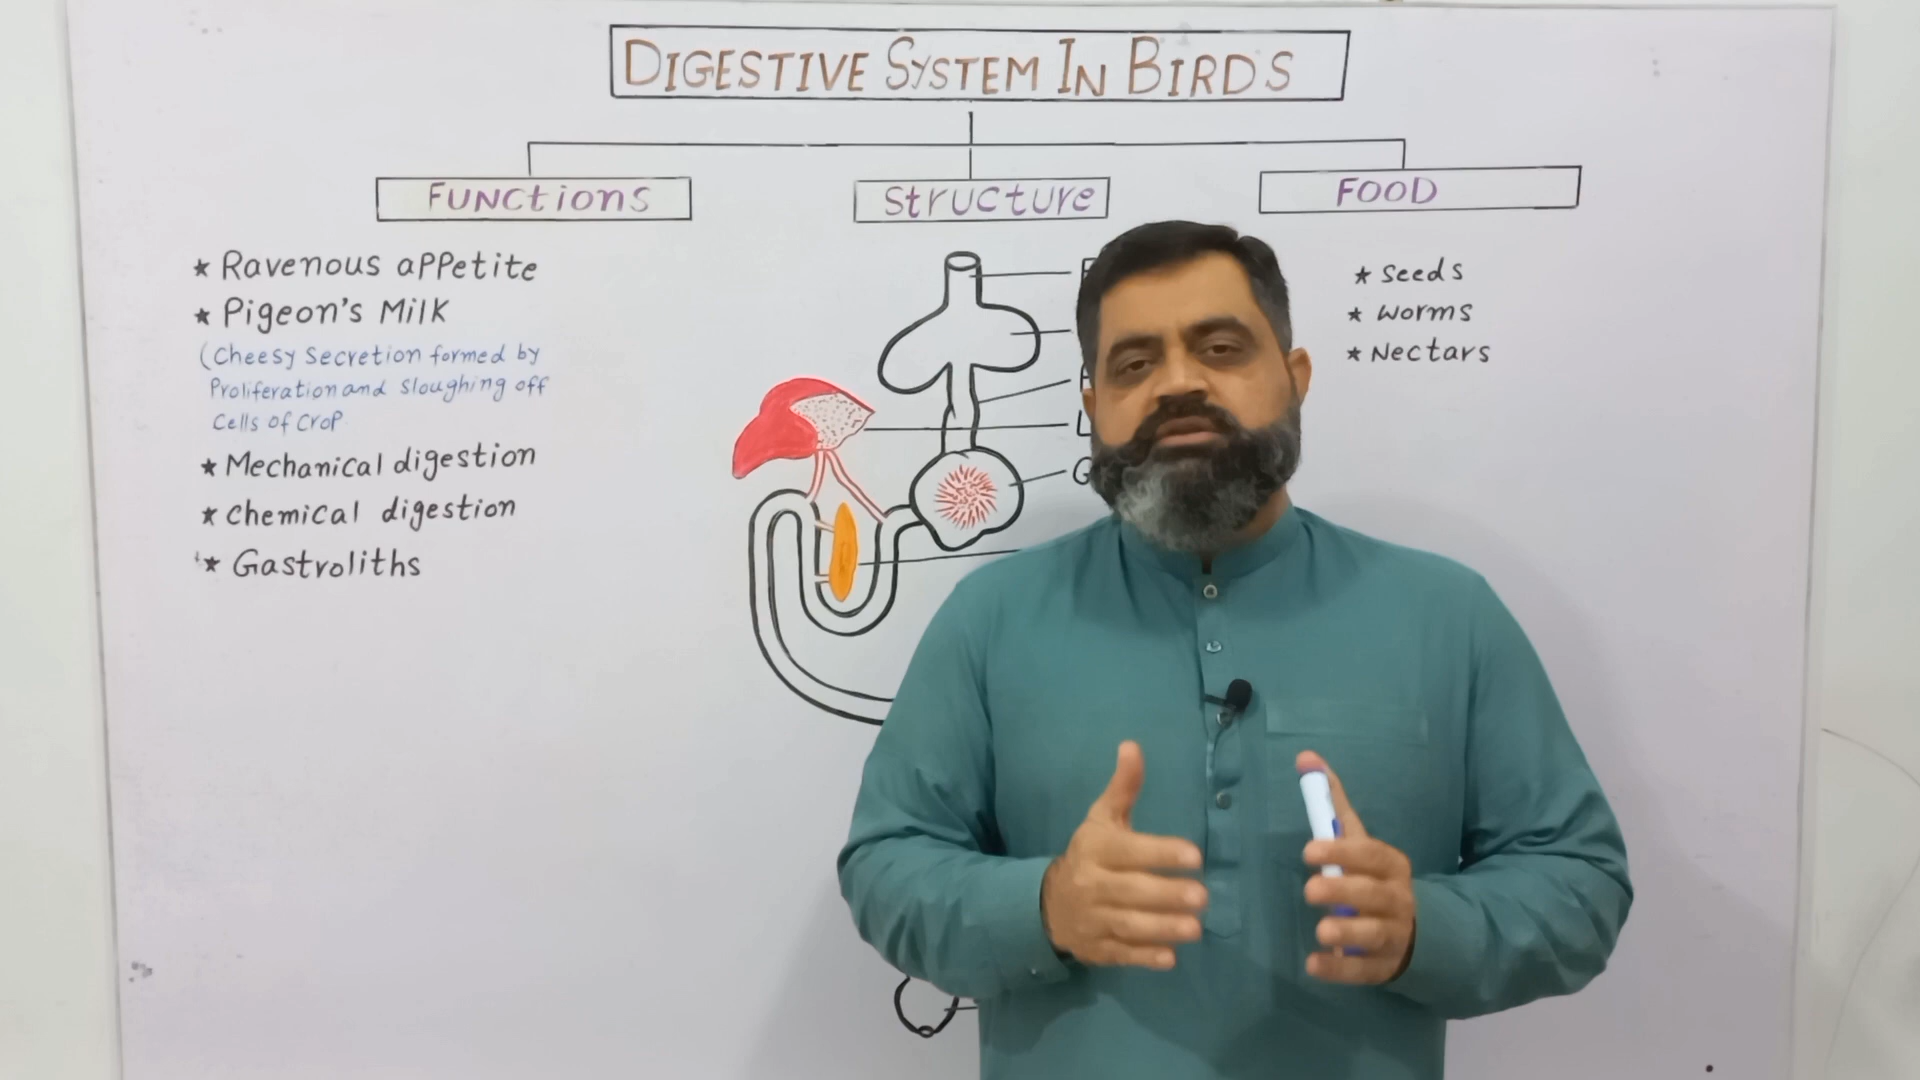 DIGESTIVE SYSTEM IN BIRDS
FUNCtions
Structure
FOOD
★ Ravenous aPPetite
★ Pigeon's Milk
(Cheesy Secretion formed by
Proliferation and Sloughing off
Cells of CroP
★ Mechanical digestion
★ Chemical digestion
★ Gastroliths
L
G
★ Seeds
★ Worms
★ Nectars